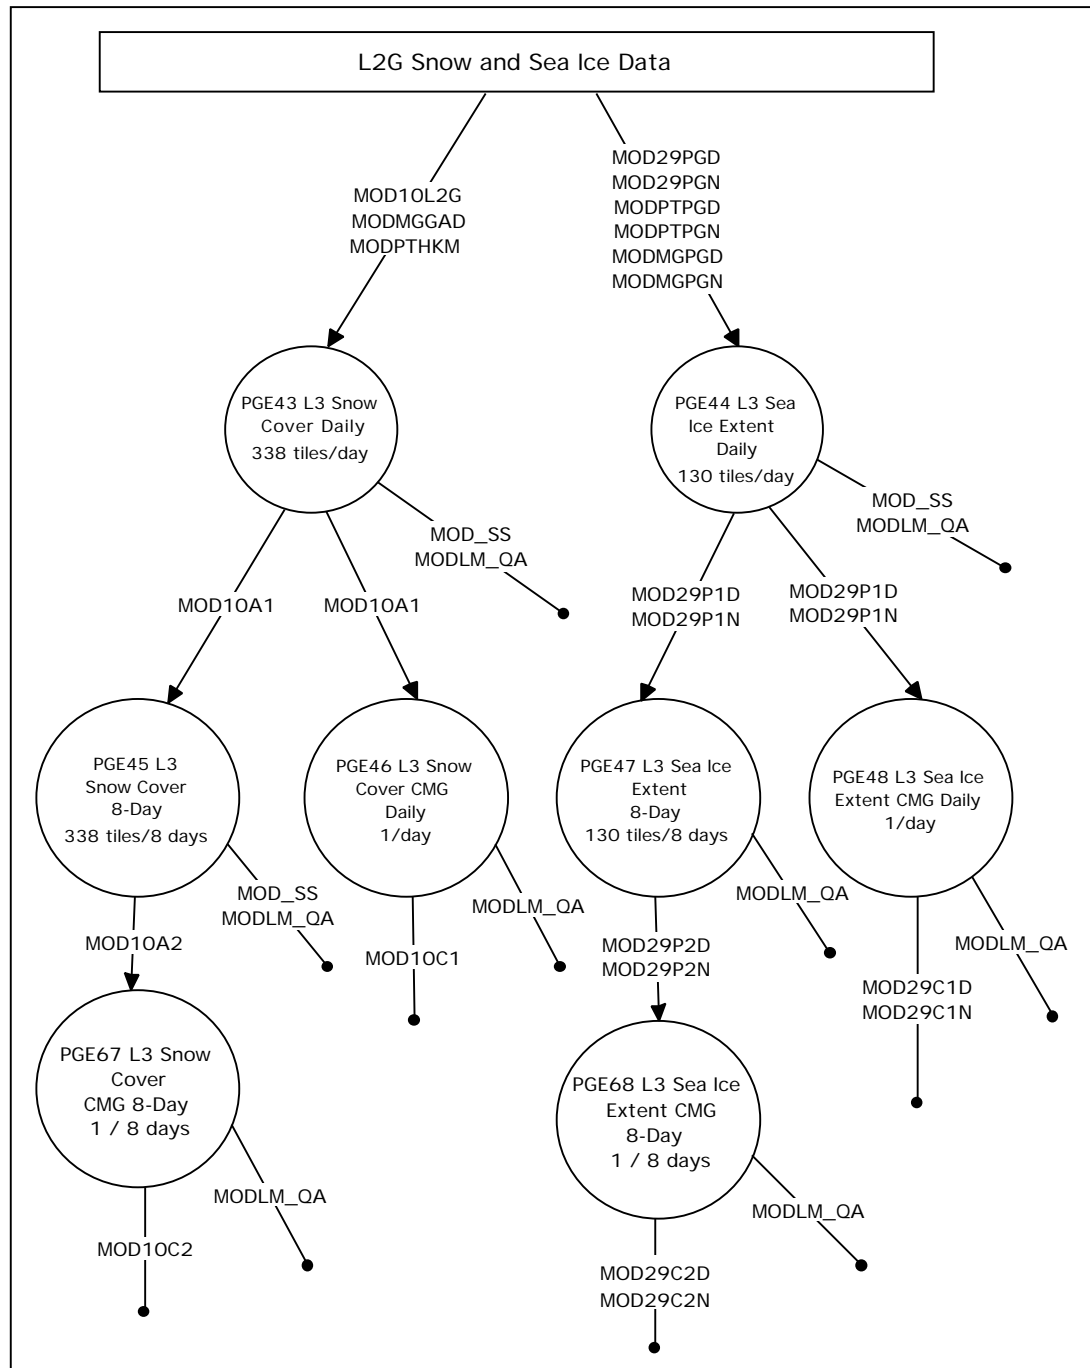 L2G Snow and Sea Ice Data
MOD10L2G
MODMGGAD
MODPTHKM
MOD29PGD
MOD29PGN
MODPTPGD
MODPTPGN
MODMGPGD
MODMGPGN
PGE43 L3 Snow
Cover Daily
338 tiles/day
PGE44 L3 Sea
Ice Extent
Daily
130 tiles/day
MOD_SS
MODLM_QA
MOD_SS
MODLM_QA
MOD10A1
MOD10A1
MOD29P1D
MOD29P1N
MOD29P1D
MOD29P1N
PGE45 L3
Snow Cover
8-Day
338 tiles/8 days
PGE46 L3 Snow
Cover CMG
Daily
1/day
PGE47 L3 Sea Ice
Extent
8-Day
130 tiles/8 days
PGE48 L3 Sea Ice
Extent CMG Daily
1/day
MOD_SS
MODLM_QA
MODLM_QA
MODLM_QA
MODLM_QA
MOD10A2
MOD10C1
MOD29P2D
MOD29P2N
MOD29C1D
MOD29C1N
PGE67 L3 Snow
Cover
CMG 8-Day
1 / 8 days
PGE68 L3 Sea Ice
Extent CMG
8-Day
1 / 8 days
MODLM_QA
MODLM_QA
MOD10C2
MOD29C2D
MOD29C2N